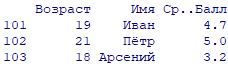 Возраст Имя Ср..Балл
101 19 Иван 4.7
102 21 Пётр 5.0
103 18 Арсений 3.2